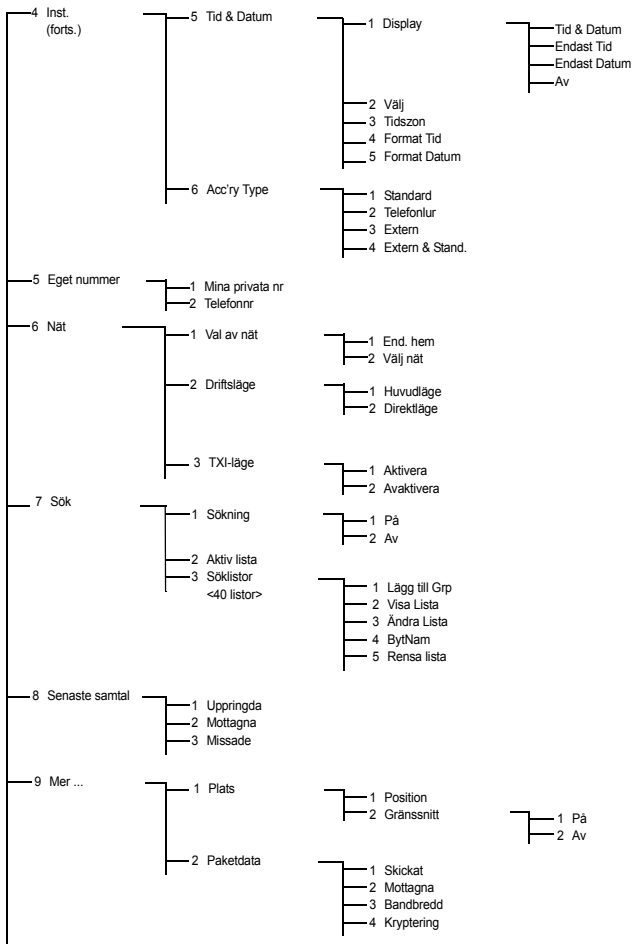 4 Inst.
(forts.)
5 Tid & Datum
1 Display
Tid & Datum
Endast Tid
Endast Datum
Av
2 Välj
3 Tidszon
4 Format Tid
5 Format Datum
6 Acc'ry Type
1 Standard
2 Telefonlur
3 Extern
4 Extern & Stand.
5 Eget nummer
1 Mina privata nr
2 Telefonnr
6 Nät
1 Val av nät
1 End. hem
2 Välj nät
2 Driftsläge
1 Huvudläge
2 Direktläge
3 TXI-läge
1 Aktivera
2 Avaktivera
7 Sök
1 Sökning
1 På
2 Av
2 Aktiv lista
3 Söklistor
<40 listor>
1 Lägg till Grp
2 Visa Lista
3 Ändra Lista
4 BytNam
5 Rensa lista
8 Senaste samtal
1 Uppringda
2 Mottagna
3 Missade
9 Mer ...
1 Plats
1 Position
2 Gränssnitt
1 På
2 Av
2 Paketdata
1 Skickat
2 Mottagna
3 Bandbredd
4 Kryptering